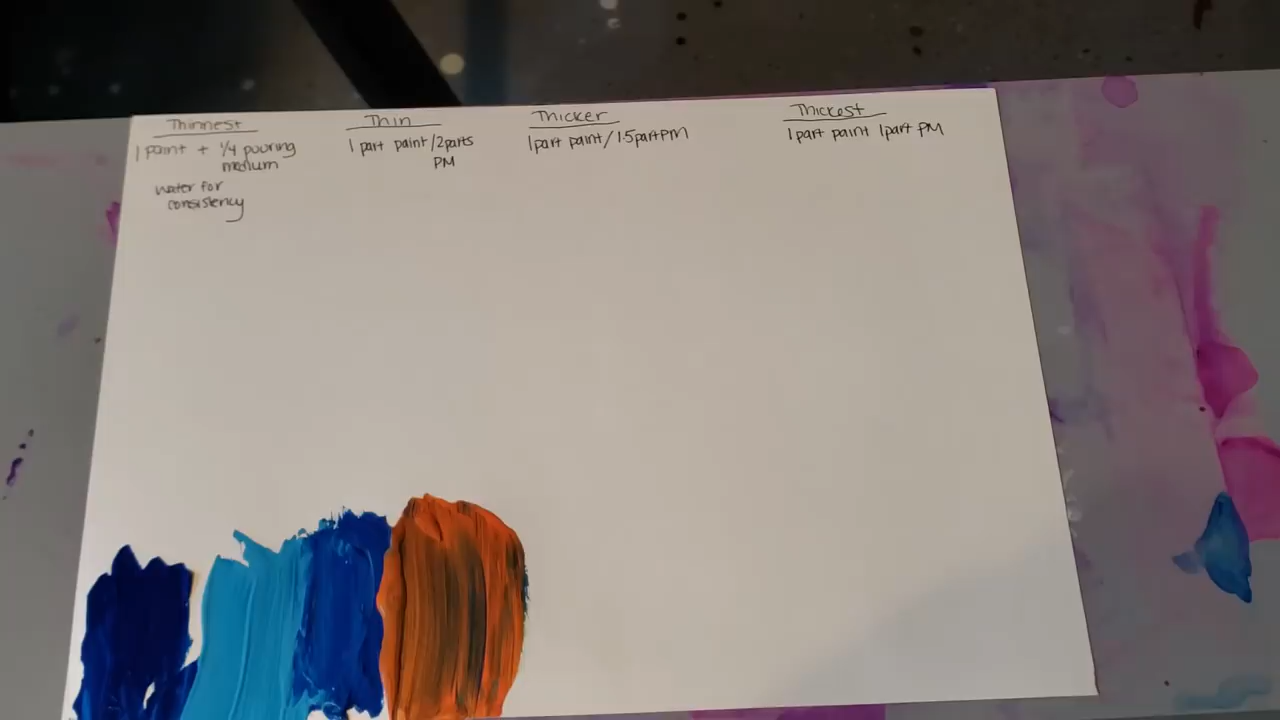 Thinnest
1 paint + 1/4 pouring
medium
water for
consistency
Thin
1 part paint/2parts
PM
Thicker
1part paint/1.5partPM
Thickest
1part paint 1part PM